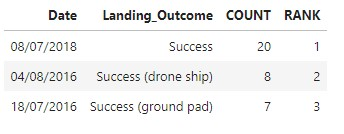 Date Landing_Outcome COUNT RANK
08/07/2018 Success 20 1
04/08/2016 Success (drone ship) 8 2
18/07/2016 Success (ground pad) 7 3